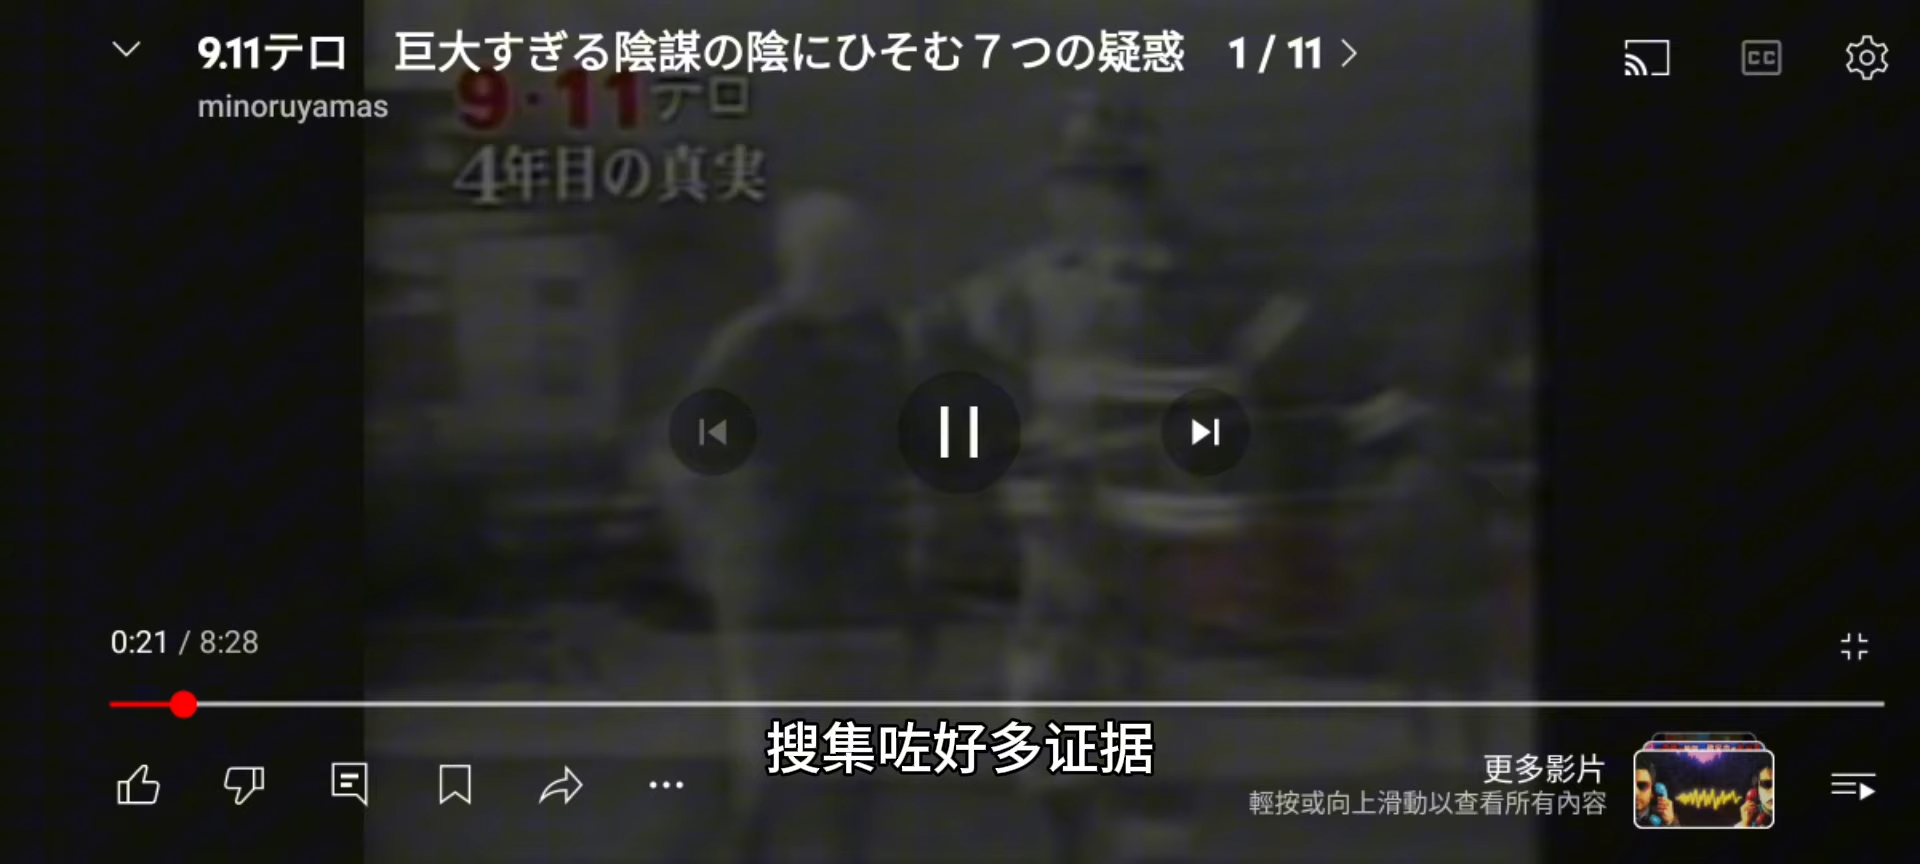 9.11テロ　巨大すぎる陰謀の陰にひそむ７つの疑惑　1 / 11
minoruyamas
CC
9・11テロ
4年目の真実
0:21 / 8:28
搜集咗好多证据
更多影片
輕按或向上滑動以查看所有內容